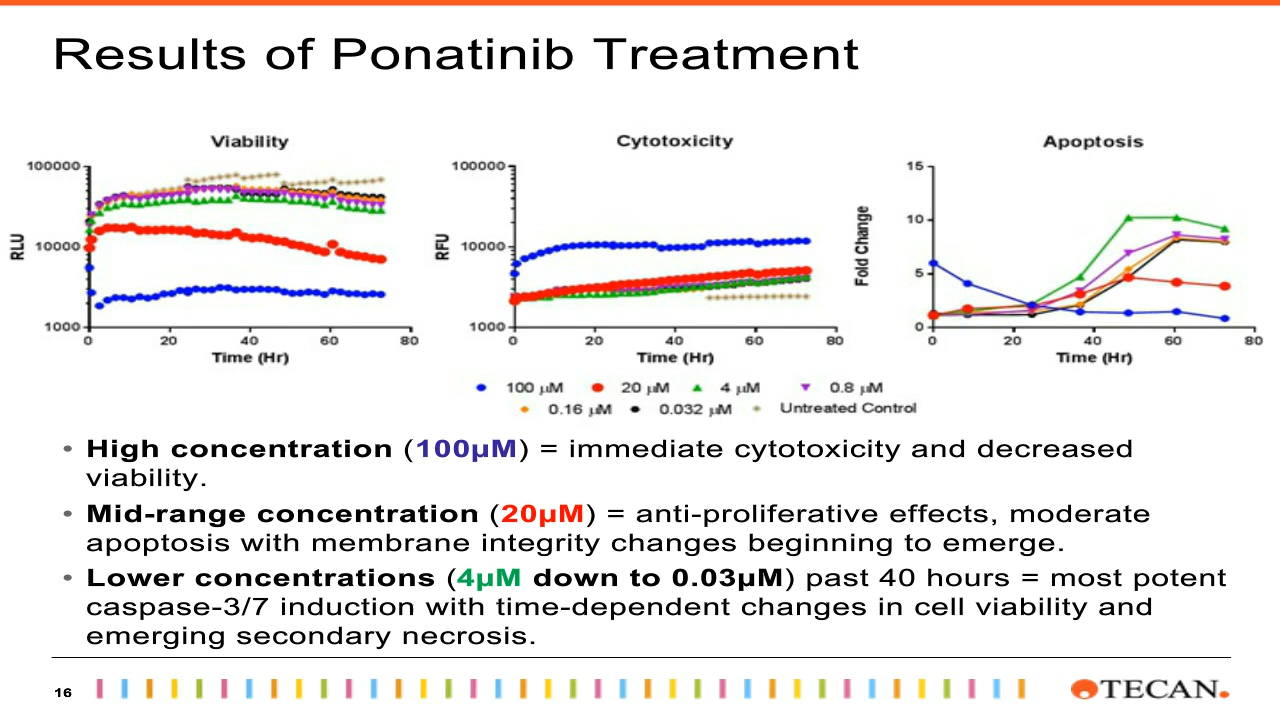 Results of Ponatinib Treatment
Viability
Cytotoxicity
Apoptosis
RLU
100000
10000
1000
0 20 40 60 80
Time (Hr)
RFU
100000
10000
1000
0 20 40 60 80
Time (Hr)
Fold Change
15
10
5
0
0 20 40 60 80
Time (Hr)
100 µM 20 µM 4 µM 0.8 µM
0.16 µM 0.032 µM Untreated Control
• High concentration (100µM) = immediate cytotoxicity and decreased
viability.
• Mid-range concentration (20µM) = anti-proliferative effects, moderate
apoptosis with membrane integrity changes beginning to emerge.
• Lower concentrations (4µM down to 0.03µM) past 40 hours = most potent
caspase-3/7 induction with time-dependent changes in cell viability and
emerging secondary necrosis.
16
TECAN.